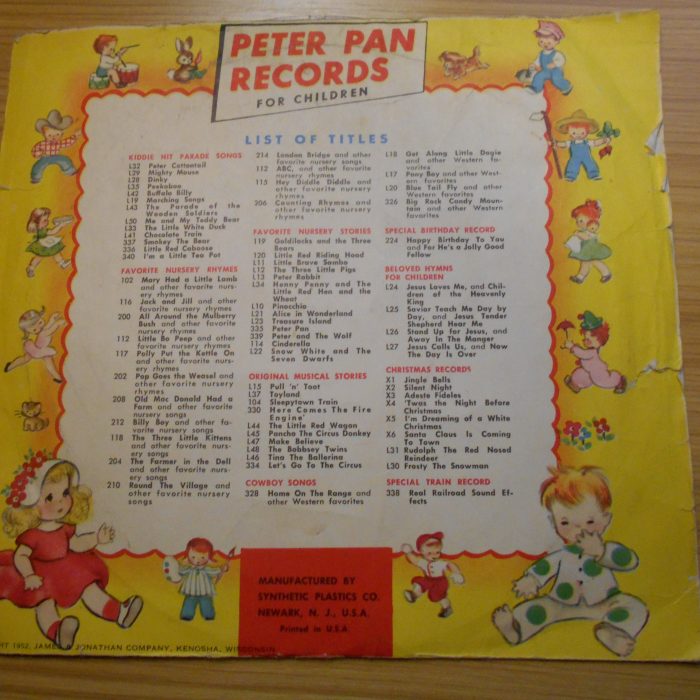 PETER PAN
RECORDS
FOR CHILDREN
LIST OF TITLES
KIDDIE HIT PARADE SONGS
L32 Peter Cottontail
L29 Mighty Mouse
L28 Dinky
L35 Peekaboo
L42 Buffalo Billy
L19 Marching Songs
L43 The Parade of the
Wooden Soldiers
L50 Me and My Teddy Bear
L33 The Little White Duck
L41 Chocolate Train
337 Smokey The Bear
336 Little Red Caboose
340 I'm a Little Tea Pot
FAVORITE NURSERY RHYMES
102 Mary Had a Little Lamb
and other favorite nurs-
ery rhymes
116 Jack and Jill and other
favorite nursery rhymes
200 All Around the Mulberry
Bush and other favorite
nursery rhymes
112 Little Bo Peep and other
favorite nursery rhymes
117 Polly Put the Kettle On
and other favorite nurs-
ery rhymes
202 Pop Goes the Weasel and
other favorite nursery
rhymes
208 Old Mac Donald Had a
Farm and other favorite
nursery songs
212 Billy Boy and other fa-
vorite nursery songs
118 The Three Little Kittens
and other favorite nurs-
ery songs
204 The Farmer in the Dell
and other favorite nurs-
ery songs
210 Round The Village and
other favorite nursery
songs
214 London Bridge and other
favorite nursery songs
112 ABC, and other favorite
nursery rhymes
115 Hey Diddle Diddle and
other favorite nursery
rhymes
206 Counting Rhymes and
other favorite nursery
rhymes
FAVORITE NURSERY STORIES
119 Goldilocks and the Three
Bears
120 Little Red Riding Hood
L11 Little Brave Sambo
L12 The Three Little Pigs
L13 Peter Rabbit
L34 Henny Penny and The
Little Red Hen and the
Wheat
L10 Pinocchio
L21 Alice in Wonderland
L23 Treasure Island
335 Peter Pan
339 Peter and The Wolf
114 Cinderella
L22 Snow White and The
Seven Dwarfs
ORIGINAL MUSICAL STORIES
L15 Pull 'n' Toot
L37 Toyland
104 Sleepytown Train
330 Here Comes The Fire
Engine'
L44 The Little Red Wagon
L45 Pancho The Circus Donkey
L47 Make Believe
L48 The Bobbsey Twins
L46 Tina The Ballerina
334 Let's Go To The Circus
COWBOY SONGS
328 Home On The Range and
other Western favorites
L18 Get Along Little Dogie
and other Western fa-
vorites
L17 Pony Boy and other West-
ern favorites
L20 Blue Tail Fly and other
Western favorites
326 Big Rock Candy Moun-
tain and other Western
favorites
SPECIAL BIRTHDAY RECORD
224 Happy Birthday To You
and For He's a Jolly Good
Fellow
BELOVED HYMNS
FOR CHILDREN
L24 Jesus Loves Me, and Chil-
dren of the Heavenly
King
L25 Savior Teach Me Day by
Day, and Jesus Tender
Shepherd Hear Me
L26 Stand Up for Jesus, and
Away In The Manger
L27 Jesus Calls Us, and Now
The Day Is Over
CHRISTMAS RECORDS
X1 Jingle Bells
X2 Silent Night
X3 Adeste Fideles
X4 'Twas the Night Before
Christmas
X5 I'm Dreaming of a White
Christmas
X6 Santa Claus Is Coming
To Town
L31 Rudolph The Red Nosed
Reindeer
L30 Frosty The Snowman
SPECIAL TRAIN RECORD
338 Real Railroad Sound Ef-
fects
MANUFACTURED BY
SYNTHETIC PLASTICS CO.
NEWARK, N. J., U.S.A.
Printed in U.S.A.
HT 1952, JAMES & JONATHAN COMPANY, KENOSHA, WISCONSIN